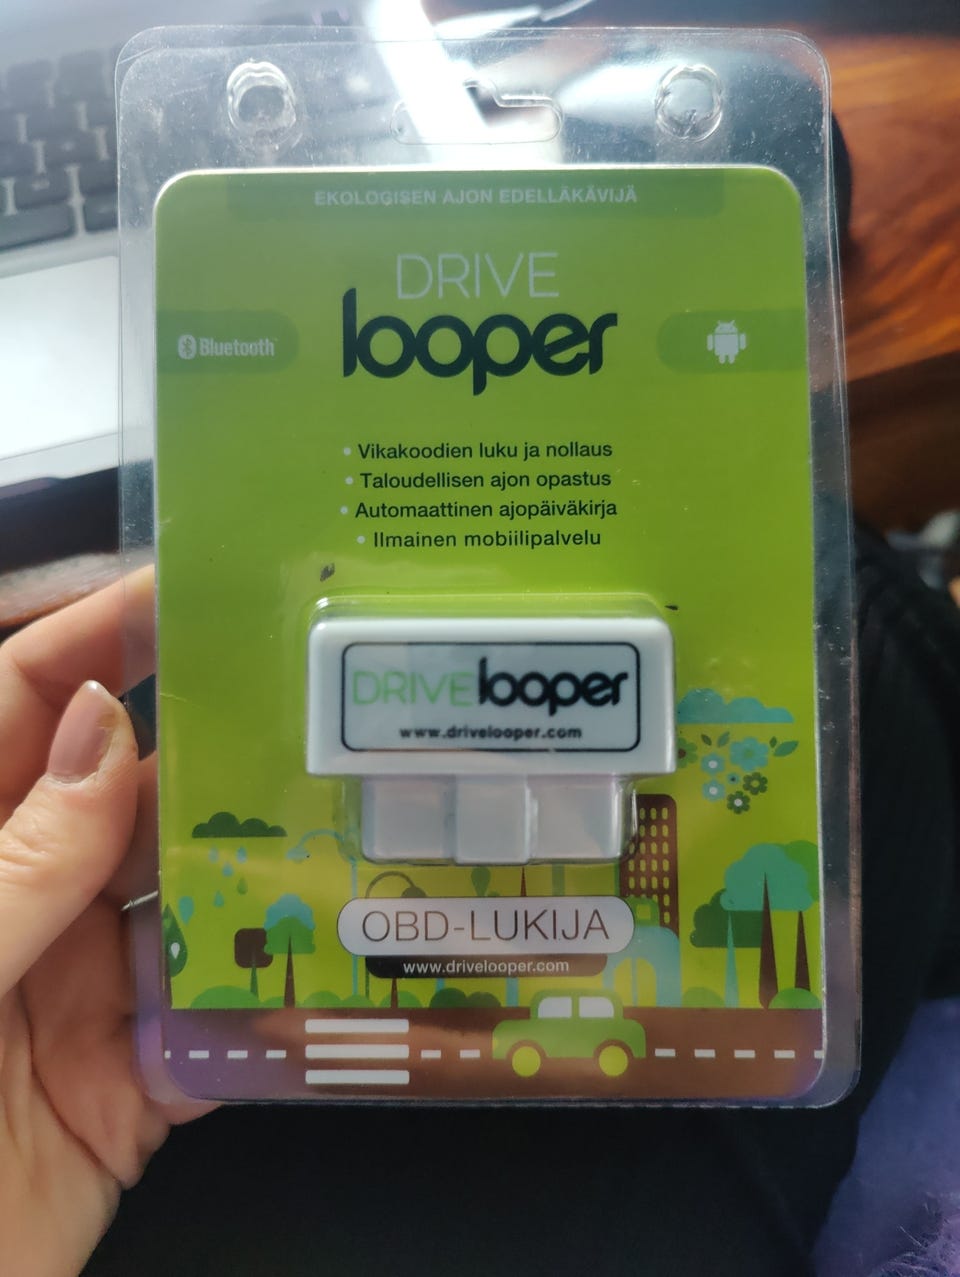 EKOLOGISEN AJON EDELLÄKÄVIJÄ
DRIVE
looper
Bluetooth
• Vikakoodien luku ja nollaus
• Taloudellisen ajon opastus
• Automaattinen ajopäiväkirja
• Ilmainen mobiilipalvelu
DRIVElooper
www.drivelooper.com
OBD-LUKIJA
www.drivelooper.com